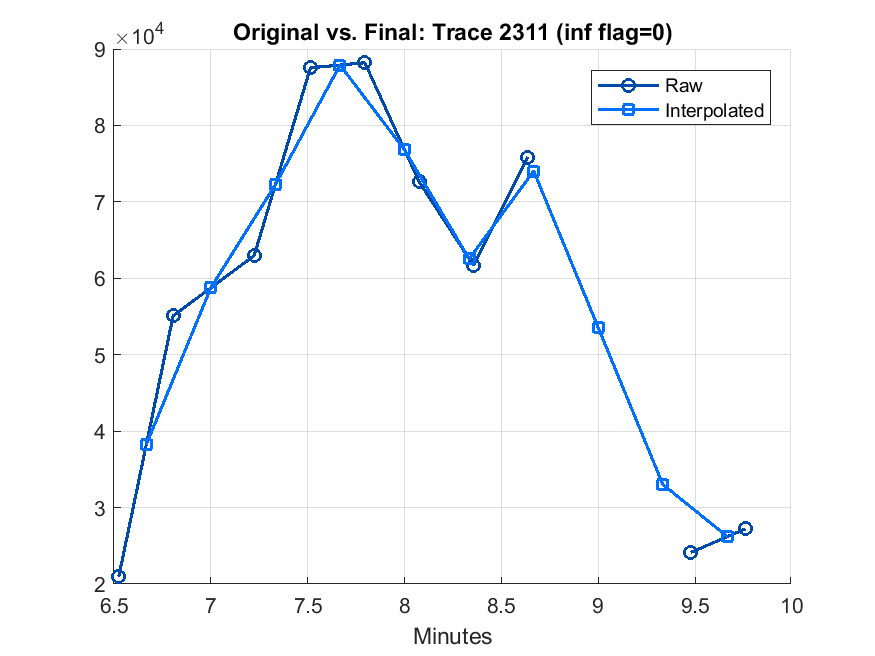 Original vs. Final: Trace 2311 (inf flag=0)
×10⁴
9
8
7
6
5
4
3
2
Raw
Interpolated
6.5 7 7.5 8 8.5 9 9.5 10
Minutes